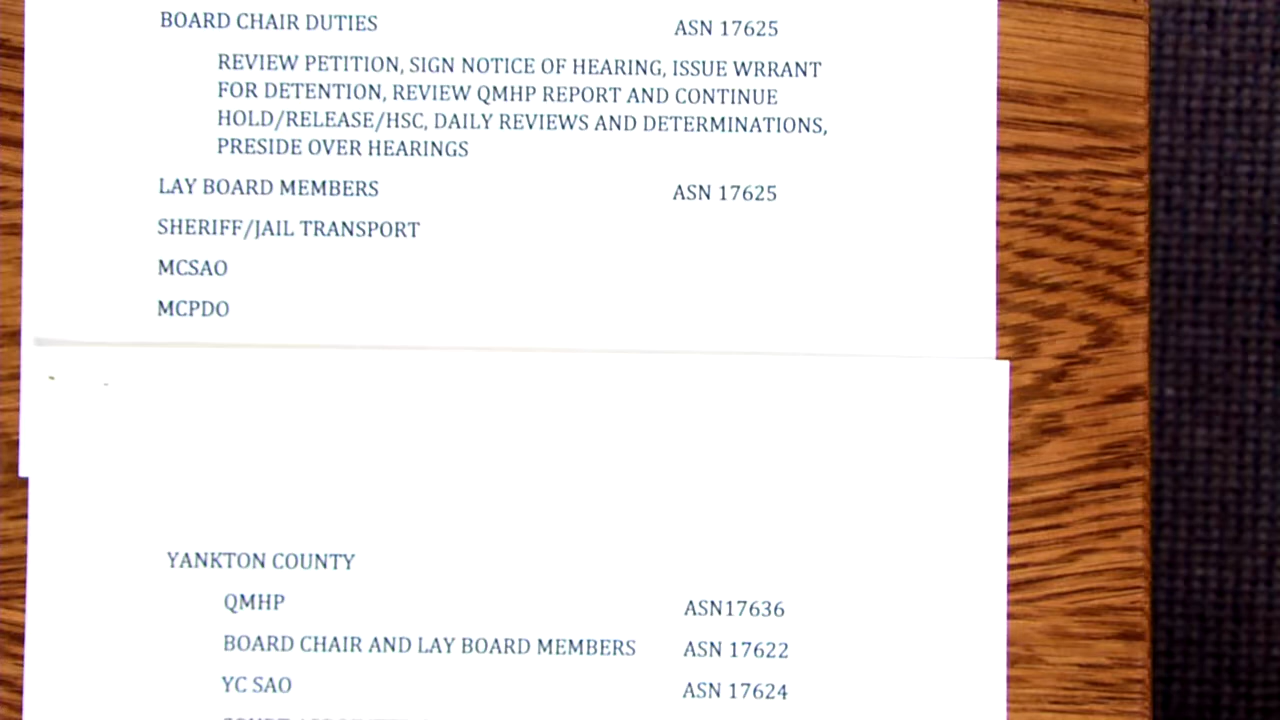 BOARD CHAIR DUTIES ASN 17625
REVIEW PETITION, SIGN NOTICE OF HEARING, ISSUE WRRANT
FOR DETENTION, REVIEW QMHP REPORT AND CONTINUE
HOLD/RELEASE/HSC, DAILY REVIEWS AND DETERMINATIONS,
PRESIDE OVER HEARINGS
LAY BOARD MEMBERS ASN 17625
SHERIFF/JAIL TRANSPORT
MCSAO
MCPDO
YANKTON COUNTY
QMHP ASN17636
BOARD CHAIR AND LAY BOARD MEMBERS ASN 17622
YC SAO ASN 17624